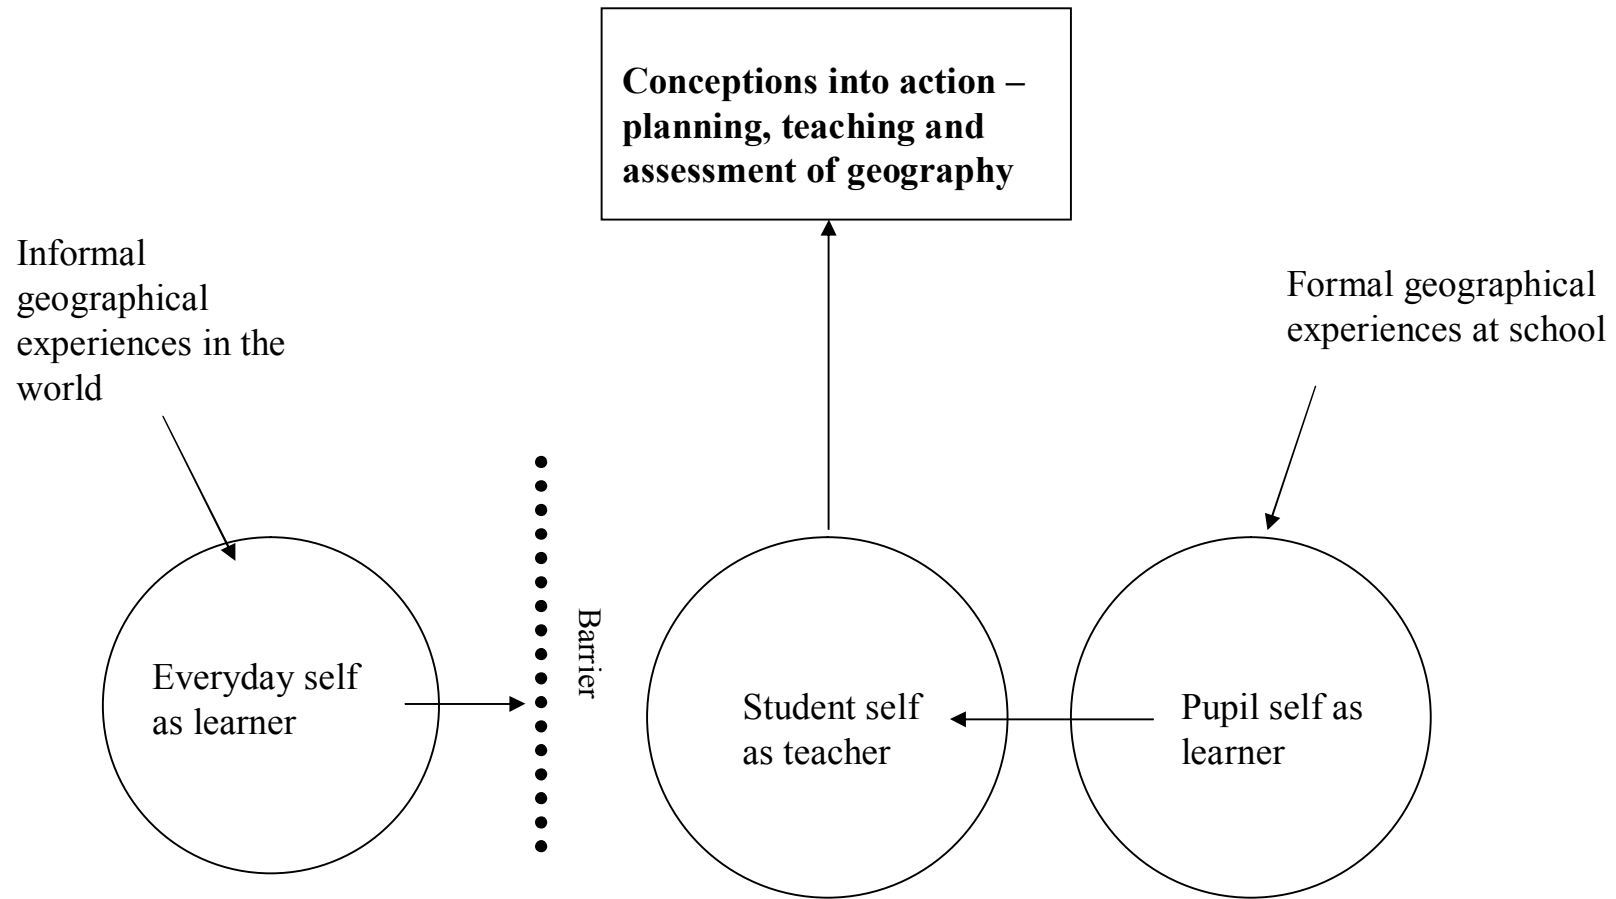 Conceptions into action –
planning, teaching and
assessment of geography
Informal
geographical
experiences in the
world
Formal geographical
experiences at school
Barrier
Everyday self
as learner
Student self
as teacher
Pupil self as
learner